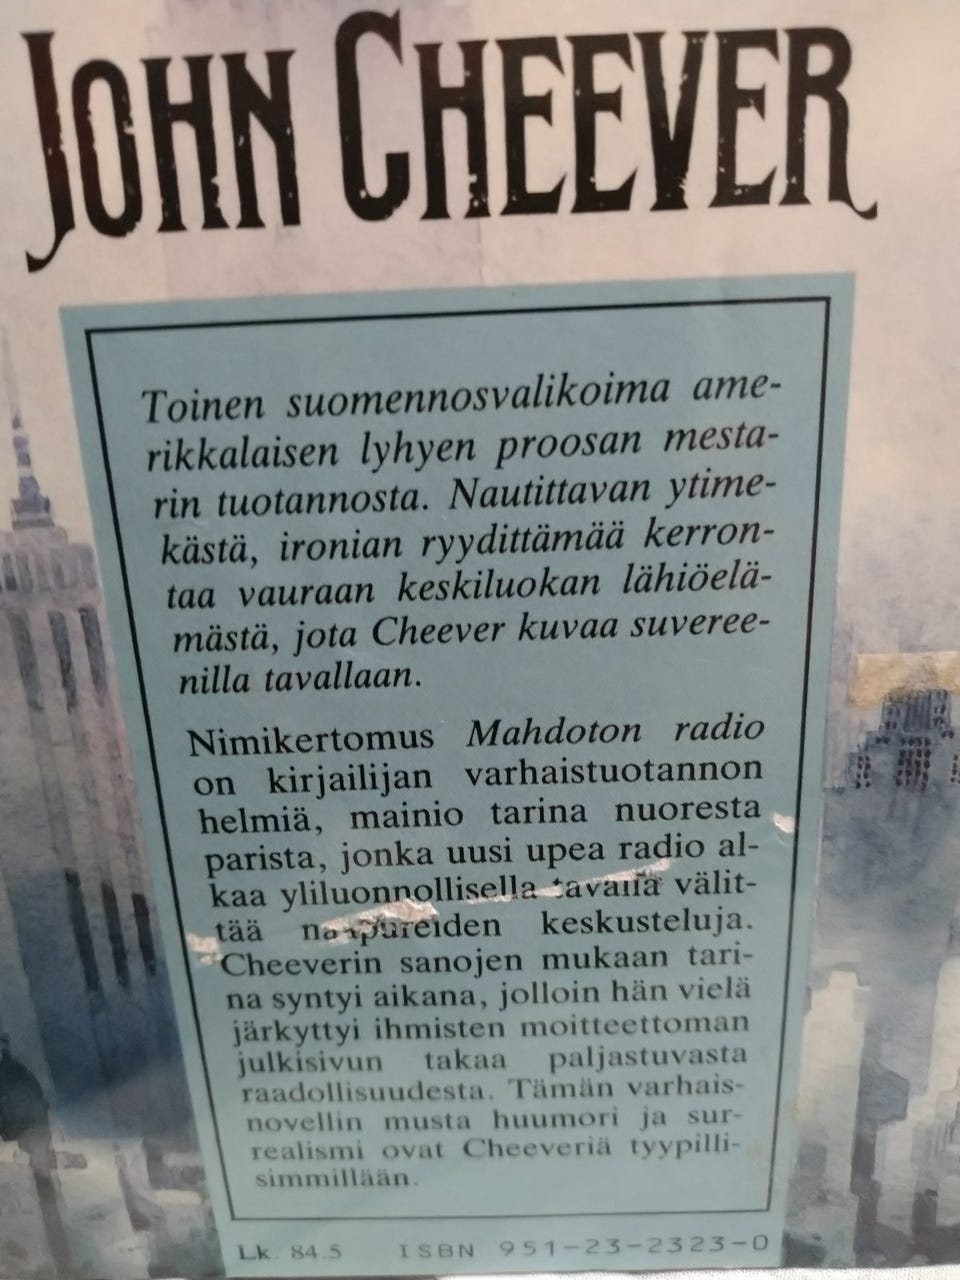 JOHN CHEEVER
Toinen suomennosvalikoima ame-
rikkalaisen lyhyen proosan mesta-
rin tuotannosta. Nautittavan ytime-
kästä, ironian ryydittämää kerron-
taa vauraan keskiluokan lähiöelä-
mästä, jota Cheever kuvaa suveree-
nilla tavallaan.
Nimikertomus Mahdoton radio
on kirjailijan varhaistuotannon
helmiä, mainio tarina nuoresta
parista, jonka uusi upea radio al-
kaa yliluonnollisella tavalla välit-
tää naapureiden keskusteluja.
Cheeverin sanojen mukaan tari-
na syntyi aikana, jolloin hän vielä
järkyttyi ihmisten moitteettoman
julkisivun takaa paljastuvasta
raadollisuudesta. Tämän varhais-
novellin musta huumori ja sur-
realismi ovat Cheeveriä tyypilli-
simmillään.
Lk. 84.5 ISBN 951-23-2323-0